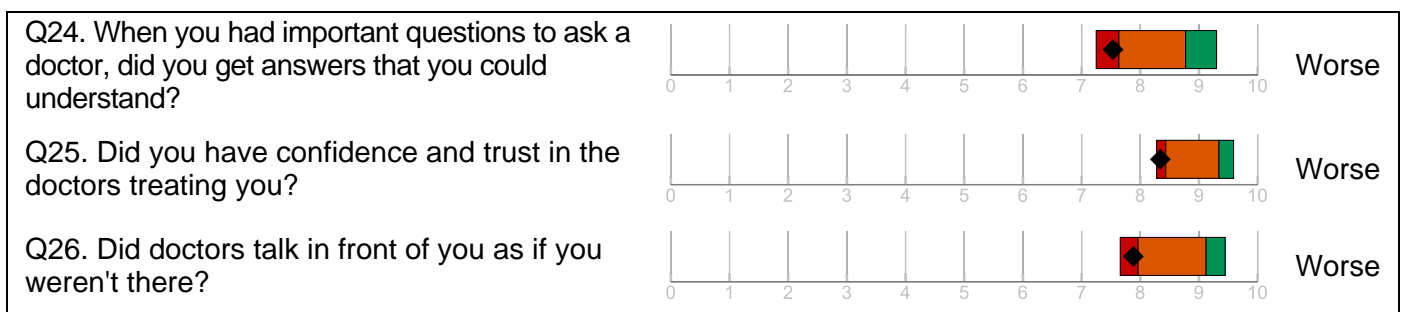 Q24. When you had important questions to ask a
doctor, did you get answers that you could
understand?
Worse
0 1 2 3 4 5 6 7 8 9 10
Q25. Did you have confidence and trust in the
doctors treating you?
Worse
0 1 2 3 4 5 6 7 8 9 10
Q26. Did doctors talk in front of you as if you
weren't there?
Worse
0 1 2 3 4 5 6 7 8 9 10